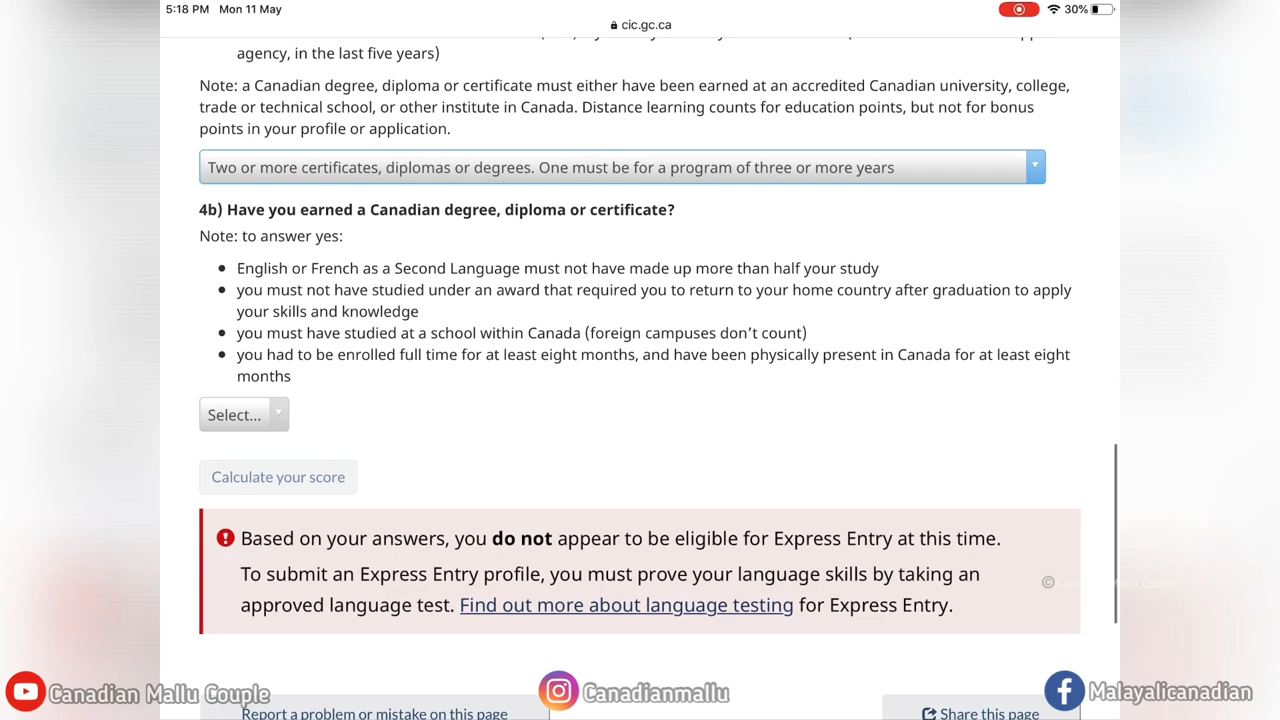 5:18 PM Mon 11 May
30%
cic.gc.ca
agency, in the last five years)
Note: a Canadian degree, diploma or certificate must either have been earned at an accredited Canadian university, college,
trade or technical school, or other institute in Canada. Distance learning counts for education points, but not for bonus
points in your profile or application.
Two or more certificates, diplomas or degrees. One must be for a program of three or more years
4b) Have you earned a Canadian degree, diploma or certificate?
Note: to answer yes:
English or French as a Second Language must not have made up more than half your study
you must not have studied under an award that required you to return to your home country after graduation to apply
your skills and knowledge
you must have studied at a school within Canada (foreign campuses don’t count)
you had to be enrolled full time for at least eight months, and have been physically present in Canada for at least eight
months
Select...
Calculate your score
Based on your answers, you do not appear to be eligible for Express Entry at this time.
To submit an Express Entry profile, you must prove your language skills by taking an
approved language test. Find out more about language testing for Express Entry.
© Canadian Mallu Couple
Canadian Mallu Couple
Canadianmallu
Malayalicanadian
Report a problem or mistake on this page
Share this page